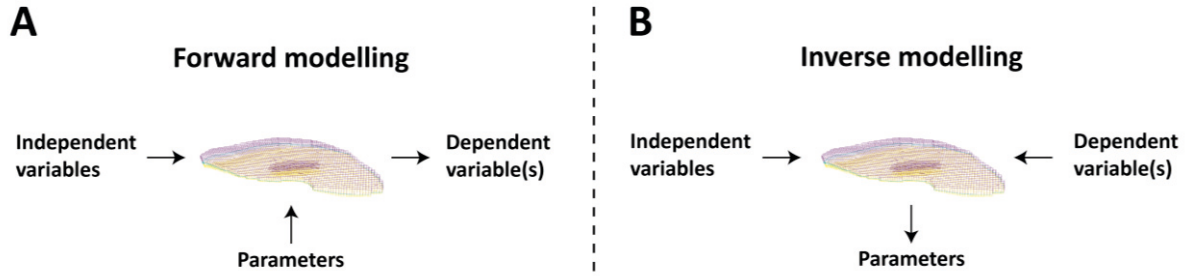 A
Forward modelling
Independent
variables
Dependent
variable(s)
Parameters
B
Inverse modelling
Independent
variables
Dependent
variable(s)
Parameters